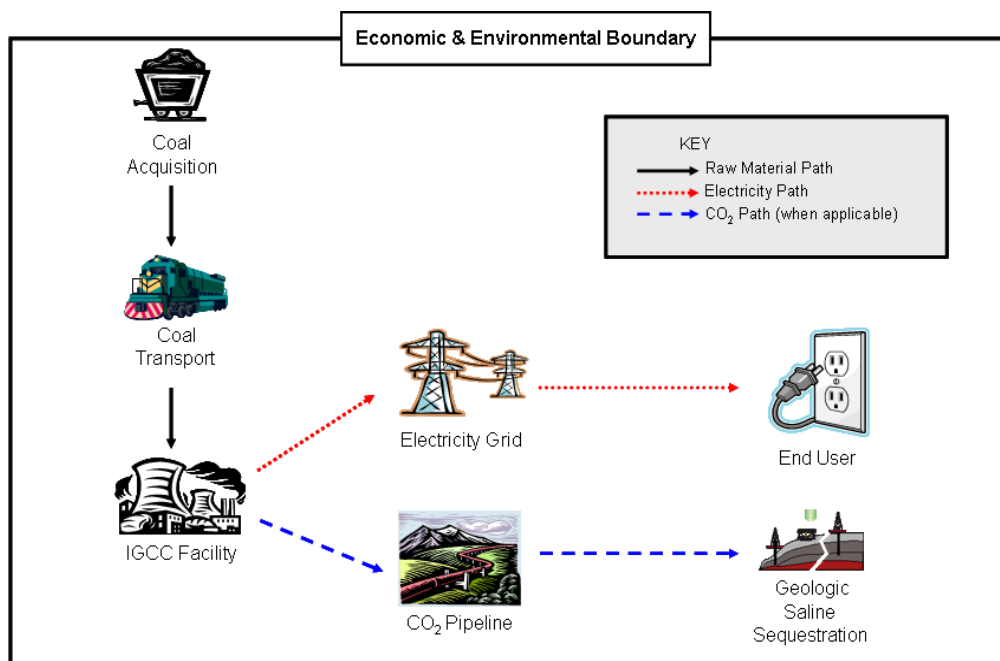 Economic & Environmental Boundary
Coal
Acquisition
KEY
Raw Material Path
Electricity Path
CO₂ Path (when applicable)
Coal
Transport
Electricity Grid
End User
IGCC Facility
CO₂ Pipeline
Geologic
Saline
Sequestration